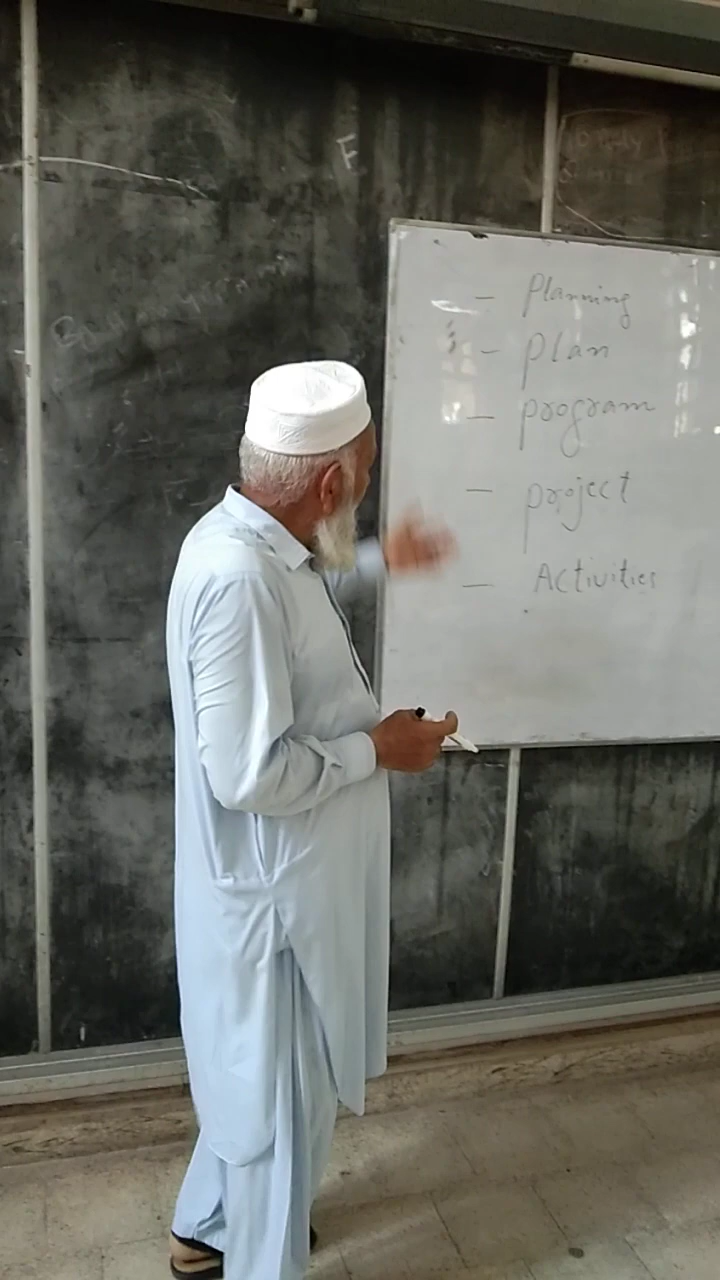 F
- Planning
- plan
- program
- project
- Activities